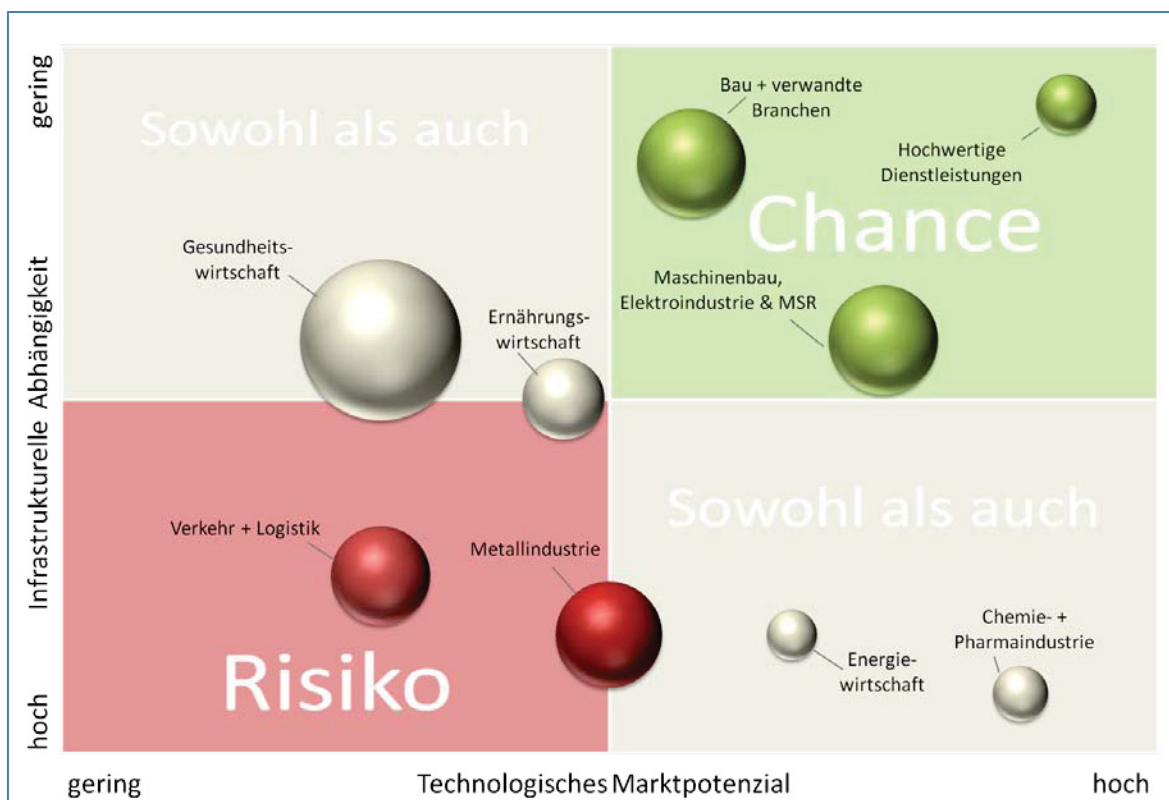 gering
Infrastrukturelle Abhängigkeit
hoch
Sowohl als auch
Bau + verwandte
Branchen
Hochwertige
Dienstleistungen
Chance
Maschinenbau,
Elektroindustrie & MSR
Gesundheits-
wirtschaft
Ernährungs-
wirtschaft
Verkehr + Logistik
Metallindustrie
Risiko
Sowohl als auch
Energie-
wirtschaft
Chemie- +
Pharmaindustrie
gering
Technologisches Marktpotenzial
hoch